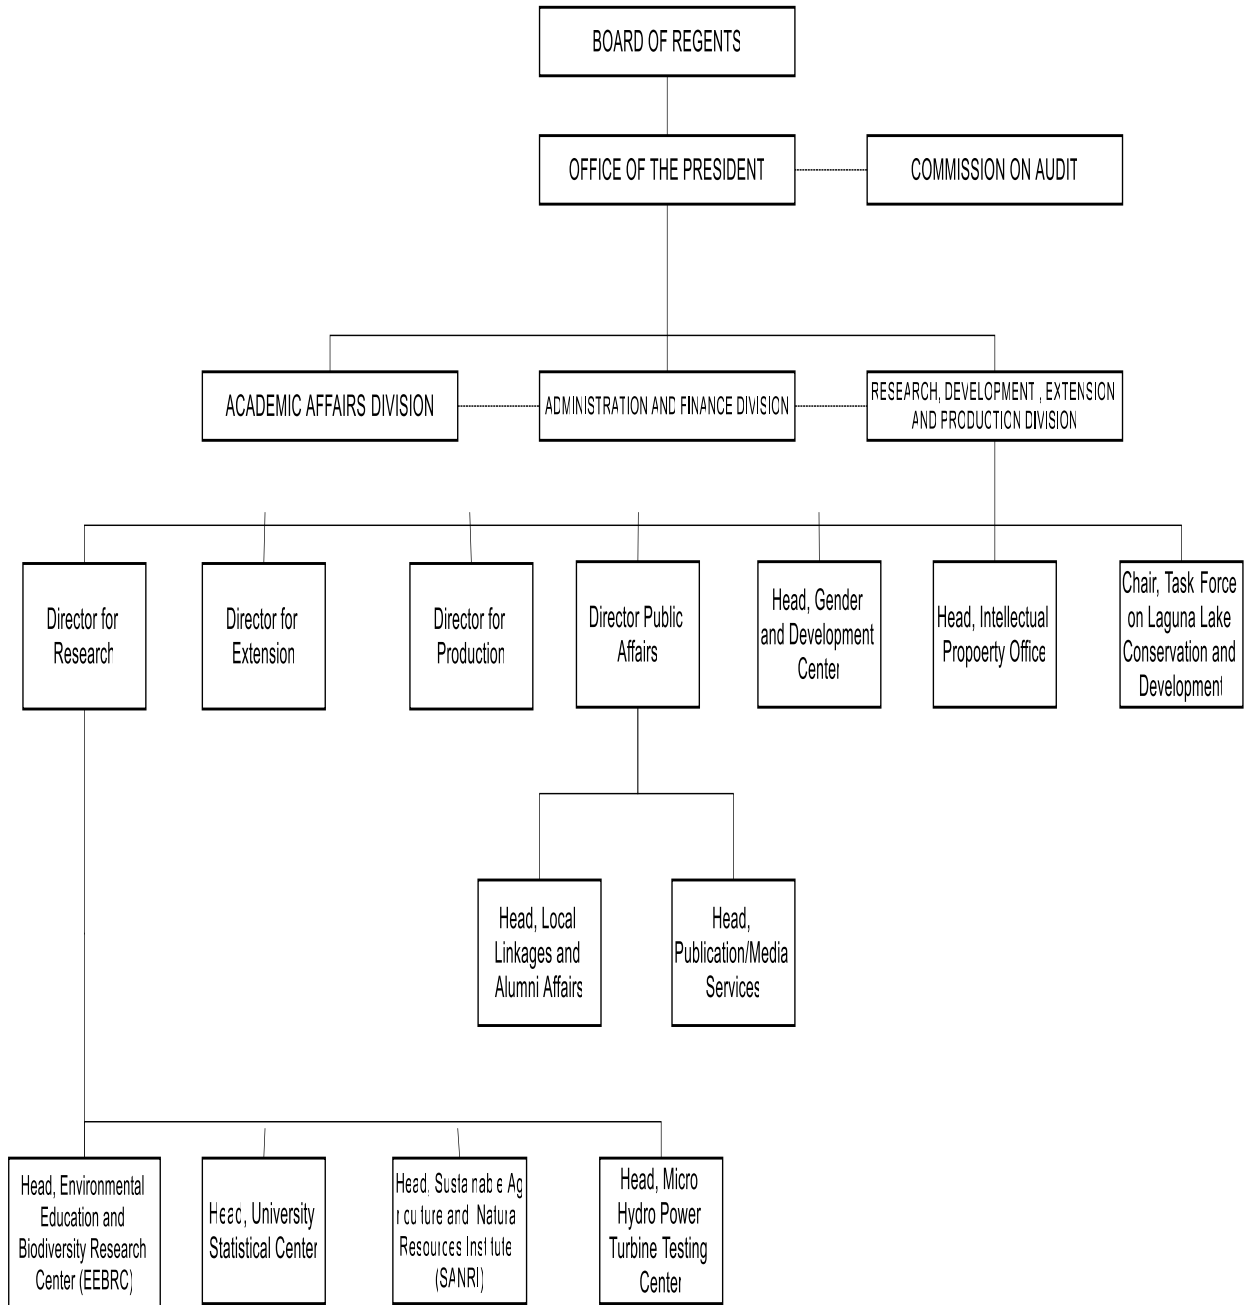 BOARD OF REGENTS
OFFICE OF THE PRESIDENT
COMMISSION ON AUDIT
ACADEMIC AFFAIRS DIVISION
ADMINISTRATION AND FINANCE DIVISION
RESEARCH, DEVELOPMENT , EXTENSION
AND PRODUCTION DIVISION
Director for
Research
Director for
Extension
Director for
Production
Director Public
Affairs
Head, Gender
and Development
Center
Head, Intellectual
Propoerty Office
Chair, Task Force
on Laguna Lake
Conservation and
Development
Head, Local
Linkages and
Alumni Affairs
Head,
Publication/Media
Services
Head, Environmental
Education and
Biodiversity Research
Center (EEBRC)
Head, University
Statistical Center
Head, Sustainable Ag
riculture and Natural
Resources Institute
(SANRI)
Head, Micro
Hydro Power
Turbine Testing
Center